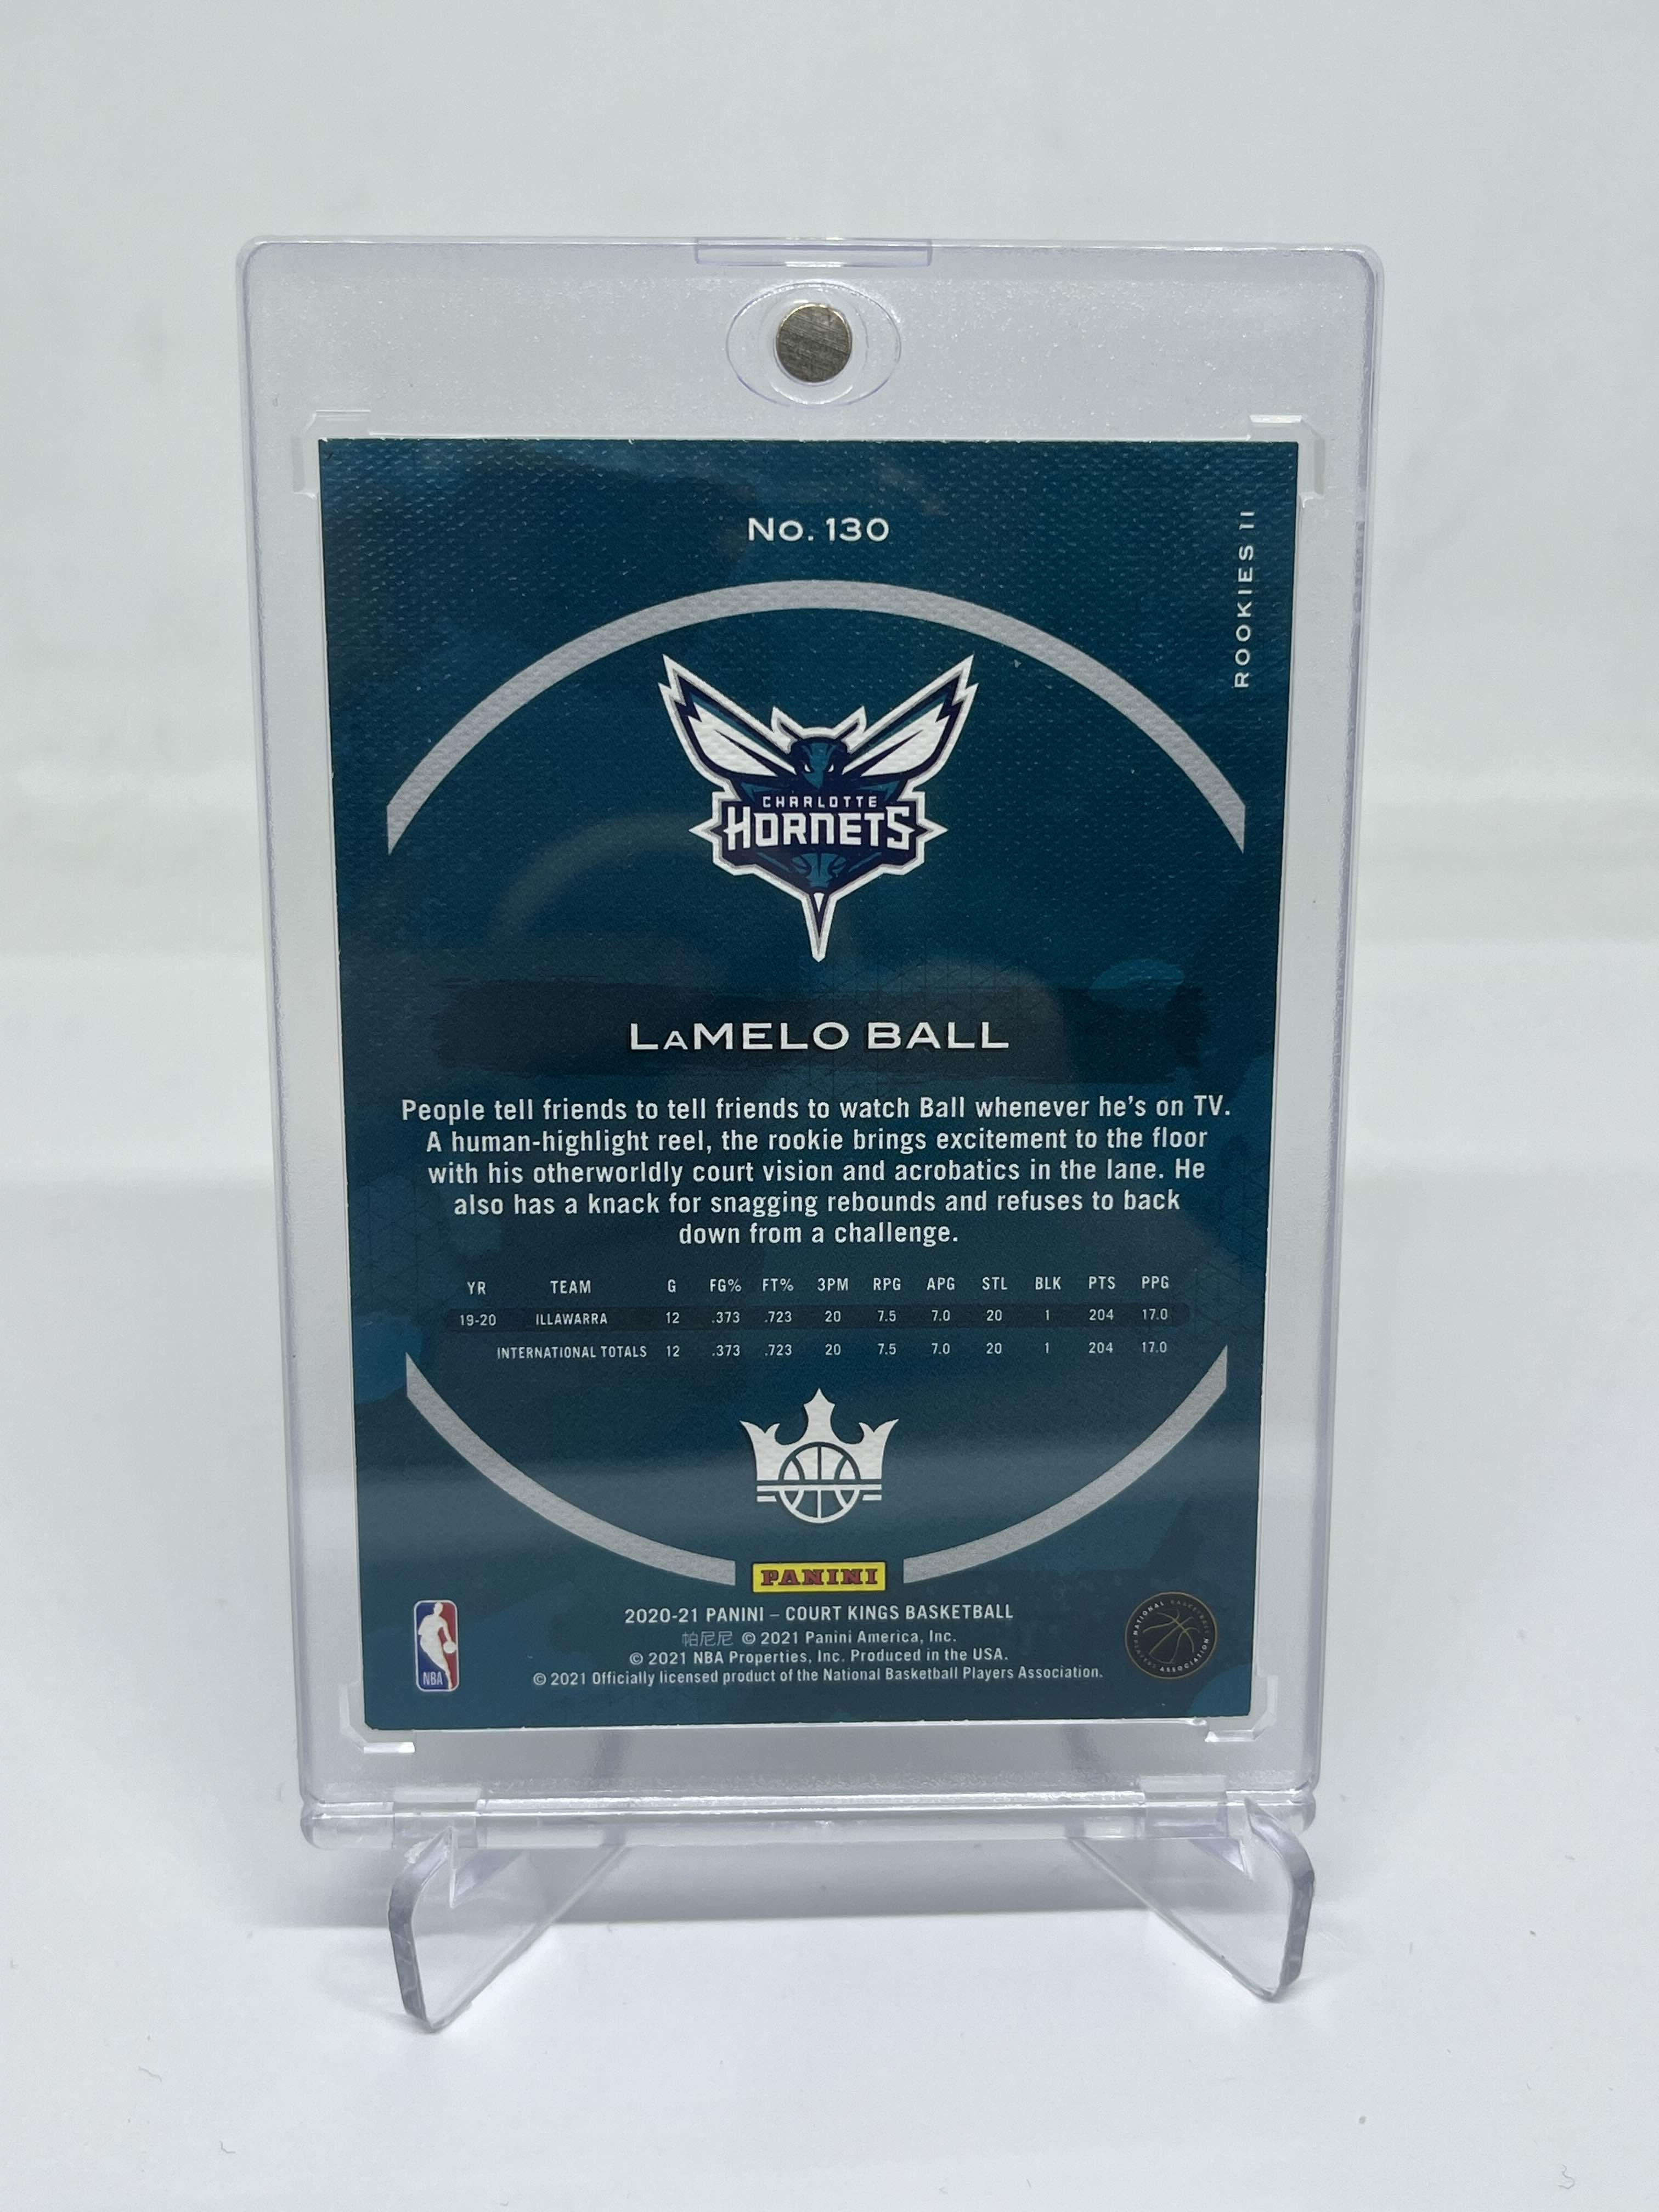 No. 130
ROOKIES II
CHARLOTTE
HORNETS
LaMELO BALL
People tell friends to tell friends to watch Ball whenever he's on TV.
A human-highlight reel, the rookie brings excitement to the floor
with his otherworldly court vision and acrobatics in the lane. He
also has a knack for snagging rebounds and refuses to back
down from a challenge.
YR TEAM G FG% FT% 3PM RPG APG STL BLK PTS PPG
19-20 ILLAWARRA 12 .373 .723 20 7.5 7.0 20 1 204 17.0
INTERNATIONAL TOTALS 12 .373 .723 20 7.5 7.0 20 1 204 17.0
PANINI
2020-21 PANINI – COURT KINGS BASKETBALL
帕尼尼 © 2021 Panini America, Inc.
© 2021 NBA Properties, Inc. Produced in the USA.
© 2021 Officially licensed product of the National Basketball Players Association.
NBA
NATIONAL BASKETBALL
PLAYERS ASSOCIATION